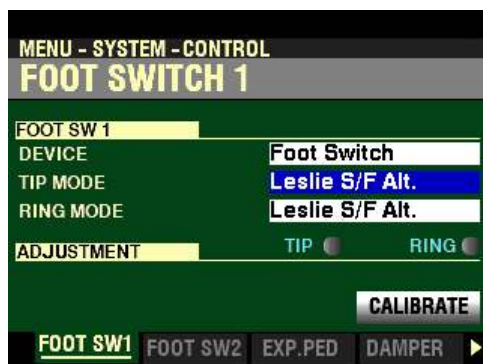 MENU - SYSTEM - CONTROL
FOOT SWITCH 1
FOOT SW 1
DEVICE Foot Switch
TIP MODE Leslie S/F Alt.
RING MODE Leslie S/F Alt.
ADJUSTMENT TIP RING
CALIBRATE
FOOT SW1 FOOT SW2 EXP.PED DAMPER